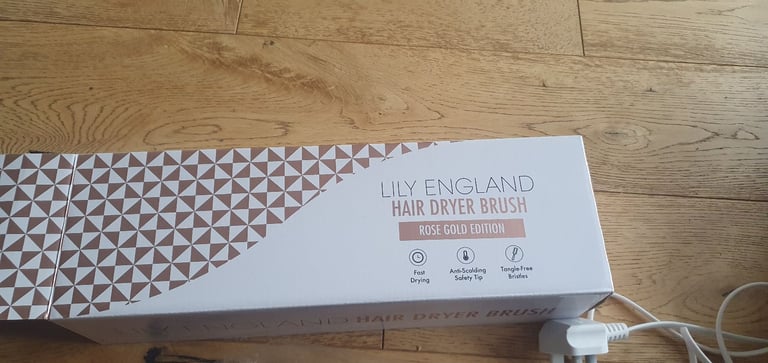 LILY ENGLAND
HAIR DRYER BRUSH
ROSE GOLD EDITION
Fast
Drying
Anti-Scalding
Safety Tip
Tangle-Free
Bristles
ENGLAND HAIR DRYER BRUSH